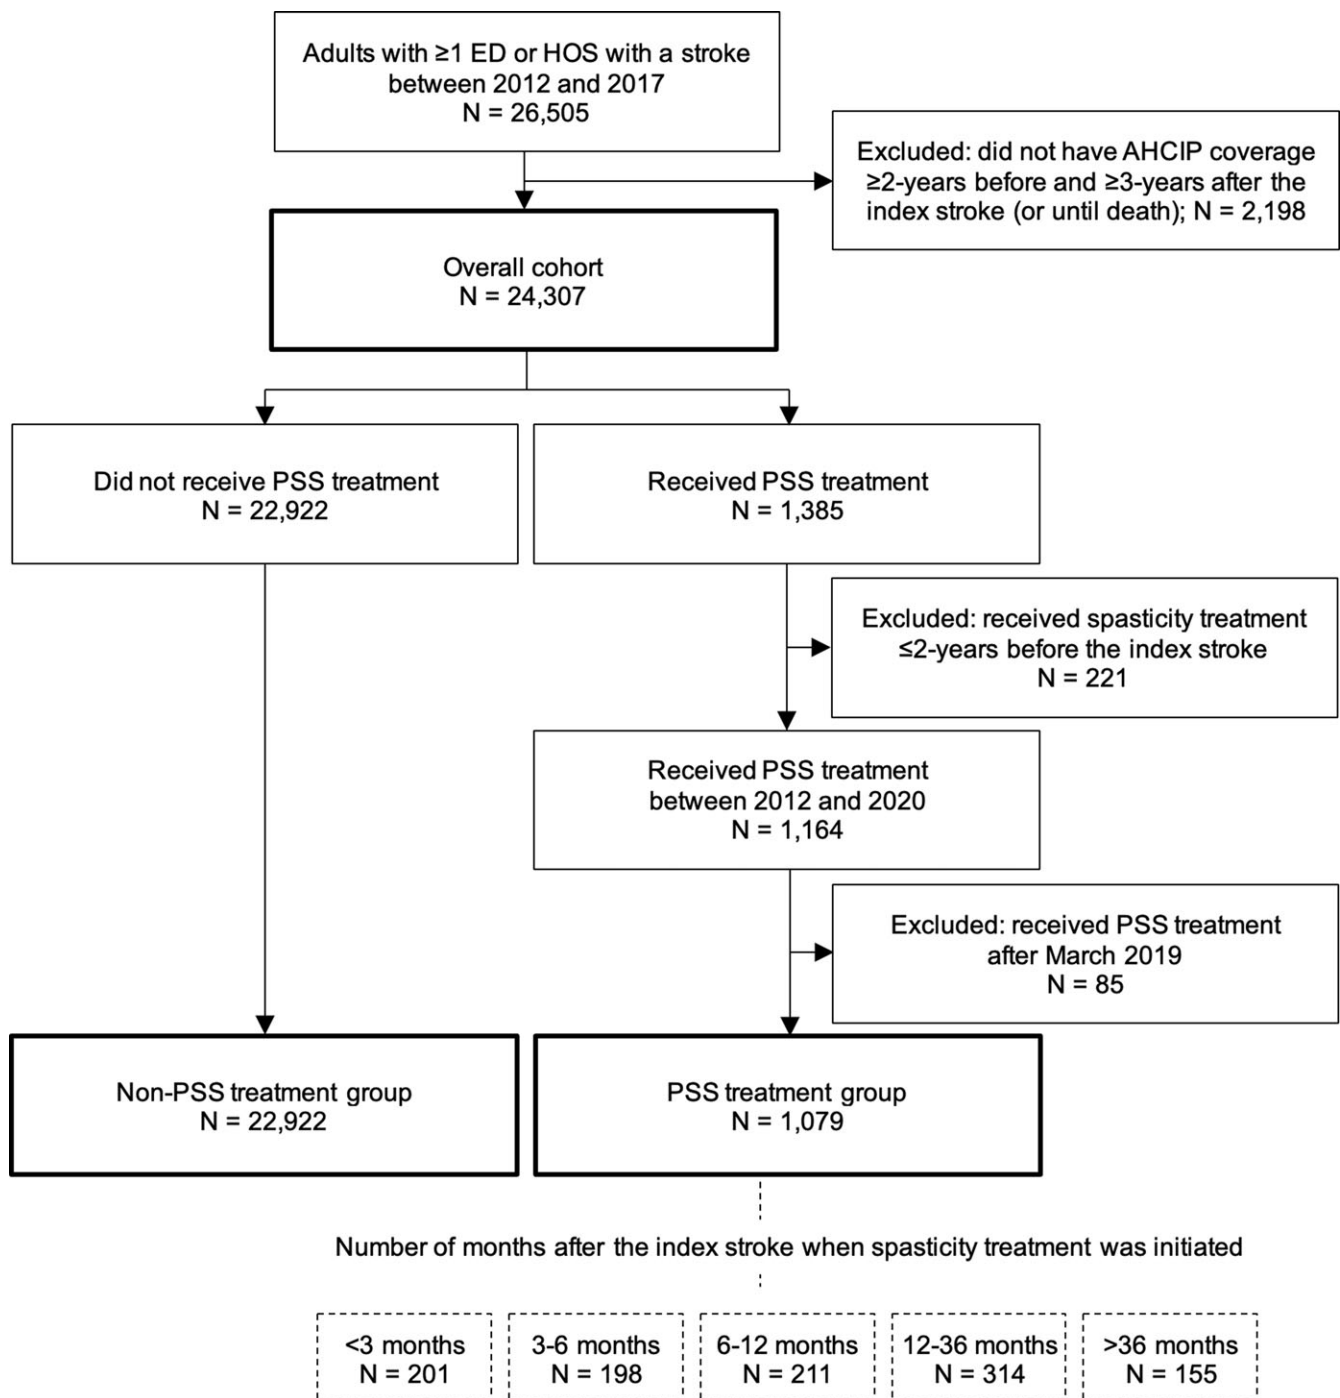 Adults with ≥1 ED or HOS with a stroke
between 2012 and 2017
N = 26,505
Excluded: did not have AHCIP coverage
≥2-years before and ≥3-years after the
index stroke (or until death); N = 2,198
Overall cohort
N = 24,307
Did not receive PSS treatment
N = 22,922
Received PSS treatment
N = 1,385
Excluded: received spasticity treatment
≤2-years before the index stroke
N = 221
Received PSS treatment
between 2012 and 2020
N = 1,164
Excluded: received PSS treatment
after March 2019
N = 85
Non-PSS treatment group
N = 22,922
PSS treatment group
N = 1,079
Number of months after the index stroke when spasticity treatment was initiated
<3 months
N = 201
3-6 months
N = 198
6-12 months
N = 211
12-36 months
N = 314
>36 months
N = 155